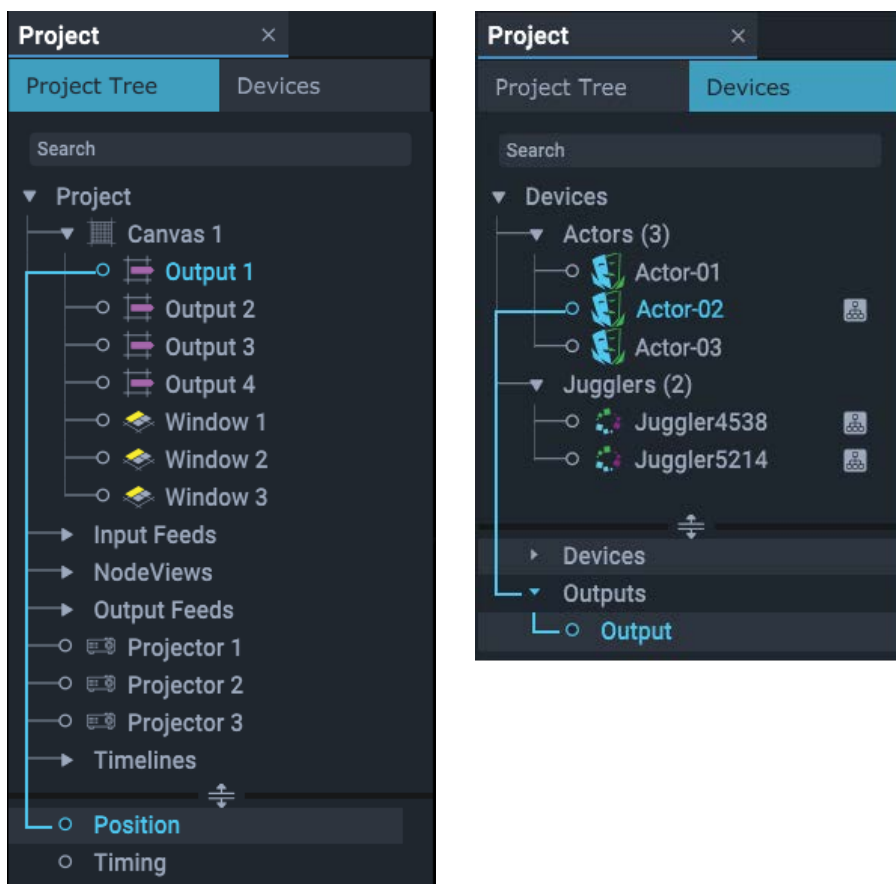 Project
Project Tree
Devices
Search
Project
Canvas 1
Output 1
Output 2
Output 3
Output 4
Window 1
Window 2
Window 3
Input Feeds
NodeViews
Output Feeds
Projector 1
Projector 2
Projector 3
Timelines
Position
Timing
Project
Project Tree
Devices
Search
Devices
Actors (3)
Actor-01
Actor-02
Actor-03
Jugglers (2)
Juggler4538
Juggler5214
Devices
Outputs
Output